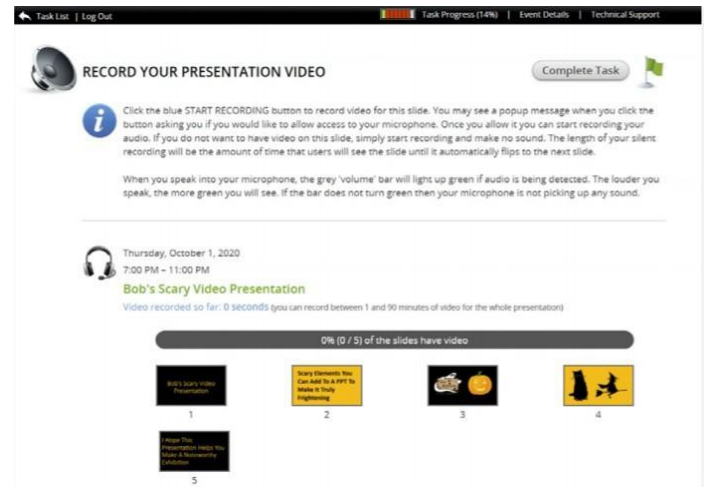 Task List | Log Out
Task Progress (14%) | Event Details | Technical Support
RECORD YOUR PRESENTATION VIDEO
Complete Task
Click the blue START RECORDING button to record video for this slide. You may see a popup message when you click the
button asking you if you would like to allow access to your microphone. Once you allow it you can start recording your
audio. If you do not want to have video on this slide, simply start recording and make no sound. The length of your silent
recording will be the amount of time that users will see the slide until it automatically flips to the next slide.
When you speak into your microphone, the grey 'volume' bar will light up green if audio is being detected. The louder you
speak, the more green you will see. If the bar does not turn green then your microphone is not picking up any sound.
Thursday, October 1, 2020
7:00 PM – 11:00 PM
Bob's Scary Video Presentation
Video recorded so far: 0 seconds (you can record between 1 and 90 minutes of video for the whole presentation)
0% (0 / 5) of the slides have video
Bob's Scary Video
Presentation
1
Scary Elements You
Can Add To A PPT To
Make It Truly
Frightening
2
3
4
I Hope This
Presentation Helps You
Make A Noteworthy
Exhibition
5